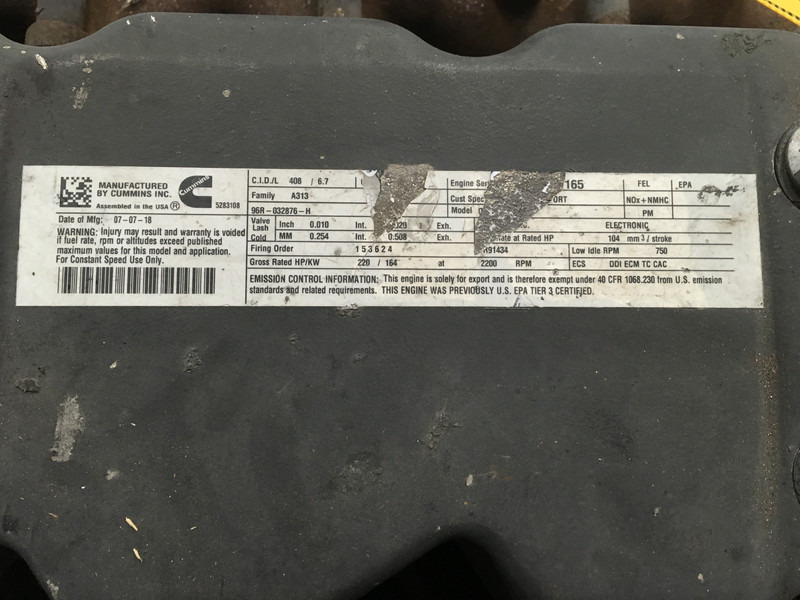 MANUFACTURED
BY CUMMINS INC.
Cummins
Assembled in the USA ® 5283108
Date of Mfg: 07-07-18
WARNING: Injury may result and warranty is voided
if fuel rate, rpm or altitudes exceed published
maximum values for this model and application.
For Constant Speed Use Only.
C.I.D./L 408 / 6.7 Engine 165 FEL EPA
Family A313 Cust NOx+NMHC
96R-032876-H Model PM
Valve Lash Cold Inch 0.010 Int. Exh. ELECTRONIC
MM 0.254 Int. 0.508 Exh. at Rated HP 104 mm3 / stroke
Firing Order 1 5 3 6 2 4 Low Idle RPM 750
Gross Rated HP/KW 220 / 164 at 2200 RPM ECS DDI ECM TC CAC
EMISSION CONTROL INFORMATION: This engine is solely for export and is therefore exempt under 40 CFR 1068.230 from U.S. emission
standards and related requirements. THIS ENGINE WAS PREVIOUSLY U.S. EPA TIER 3 CERTIFIED.